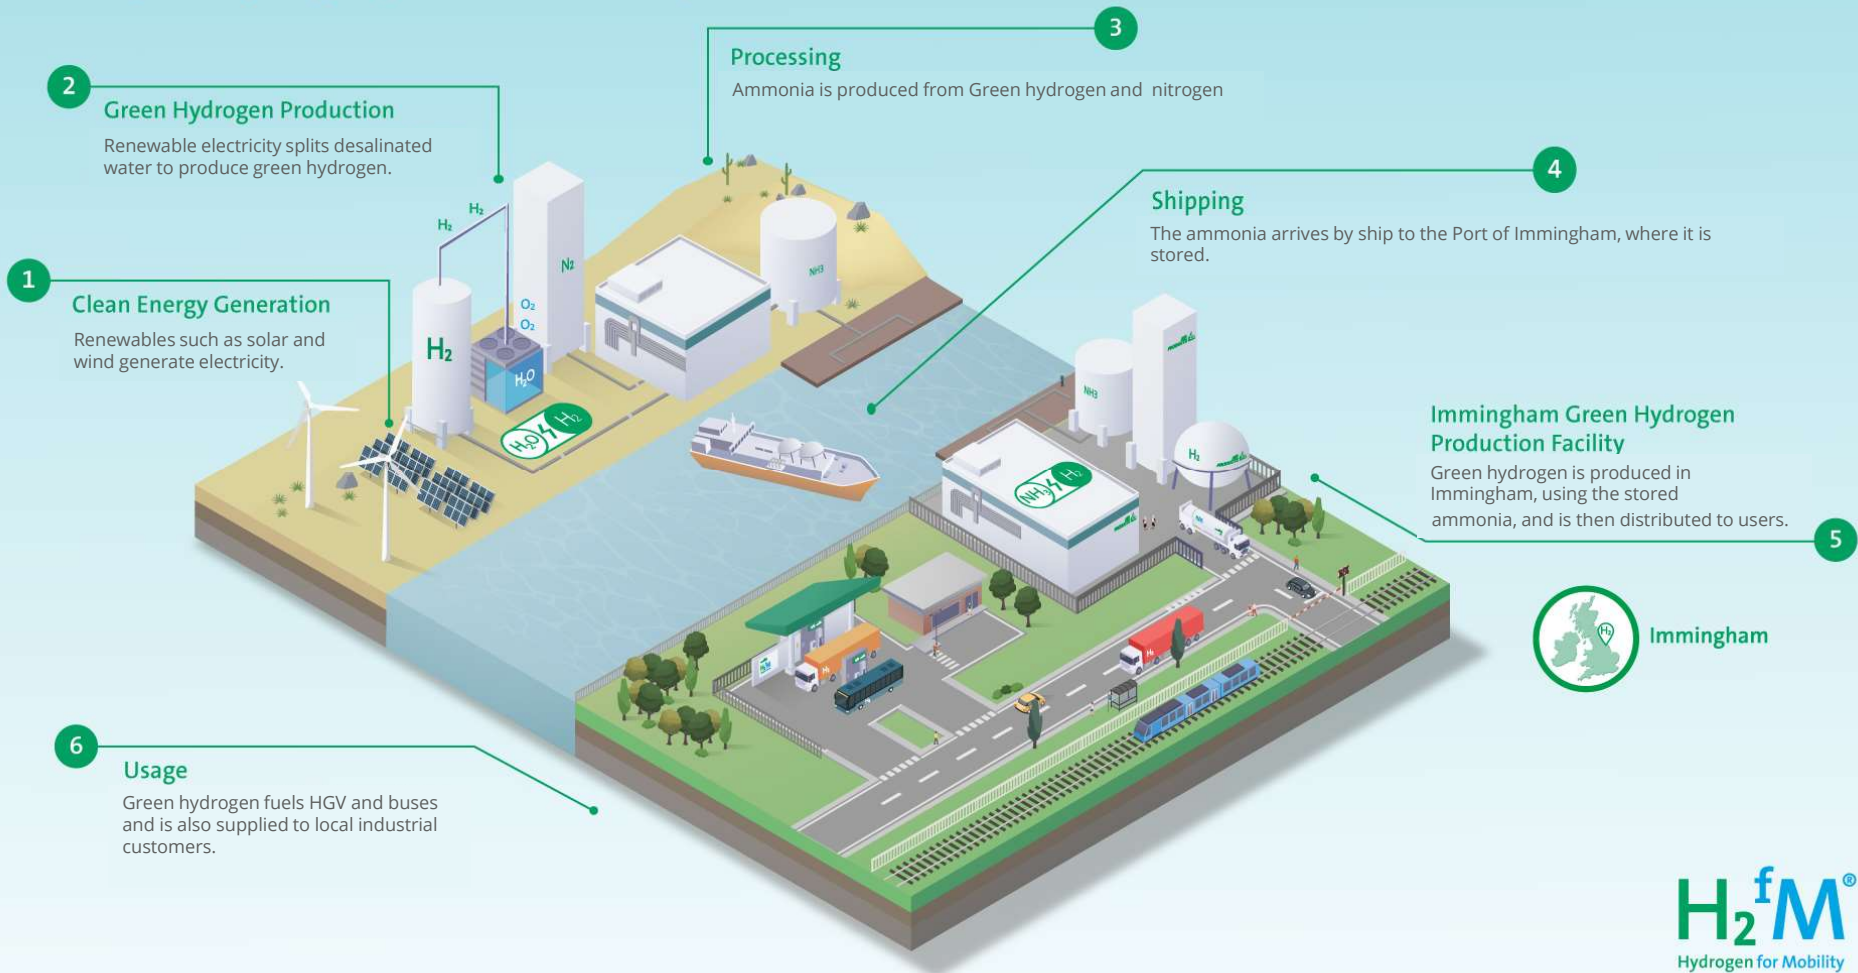 1
Clean Energy Generation
Renewables such as solar and
wind generate electricity.
2
Green Hydrogen Production
Renewable electricity splits desalinated
water to produce green hydrogen.
3
Processing
Ammonia is produced from Green hydrogen and nitrogen
4
Shipping
The ammonia arrives by ship to the Port of Immingham, where it is
stored.
Immingham Green Hydrogen
Production Facility
Green hydrogen is produced in
Immingham, using the stored
ammonia, and is then distributed to users.
5
H₂
Immingham
6
Usage
Green hydrogen fuels HGV and buses
and is also supplied to local industrial
customers.
H₂
H₂
H₂
N₂
O₂
O₂
H₂O
H₂O H₂
NH3
NH3
H₂
NH₃ H₂
H₂fM®
Hydrogen for Mobility